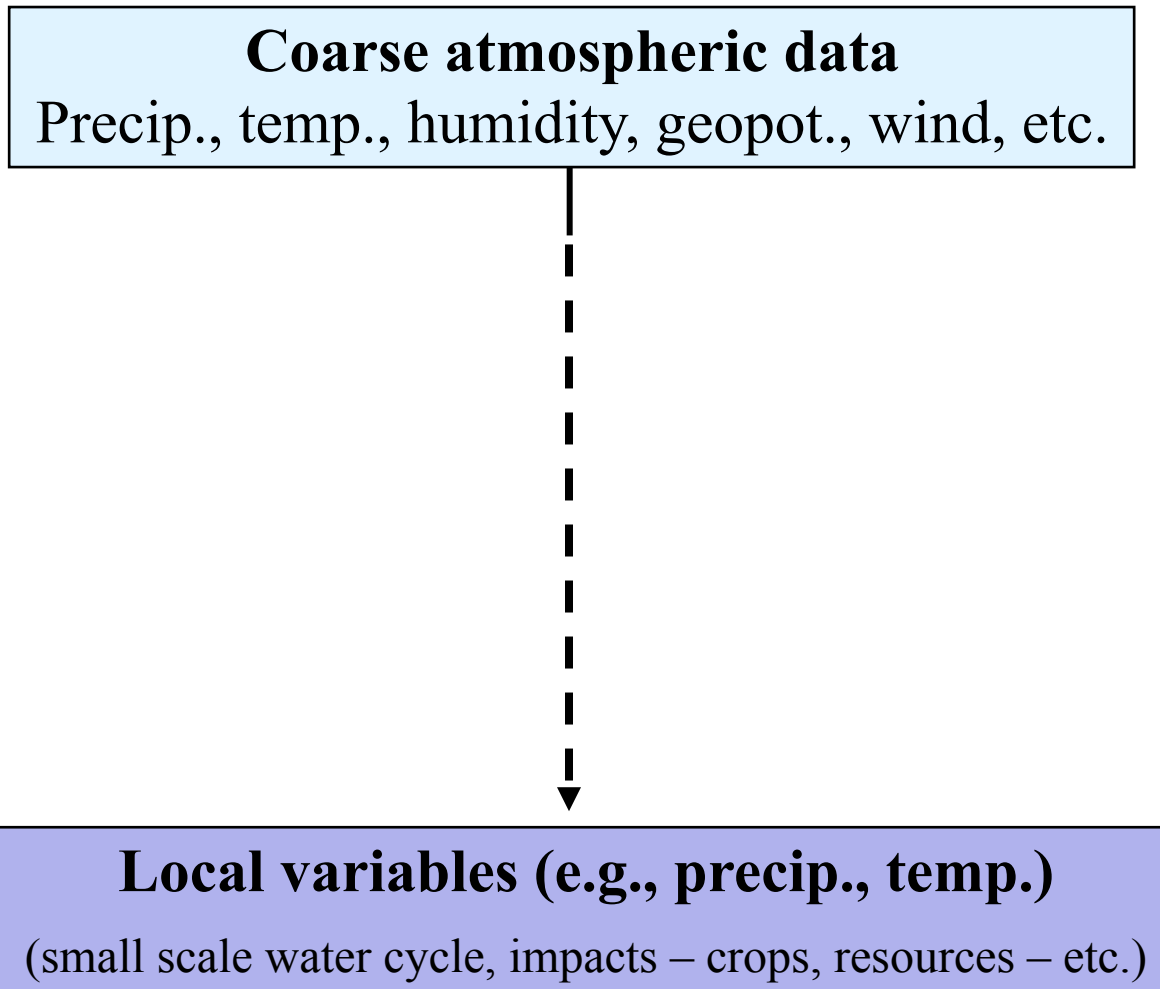 Coarse atmospheric data
Precip., temp., humidity, geopot., wind, etc.
Local variables (e.g., precip., temp.)
(small scale water cycle, impacts – crops, resources – etc.)